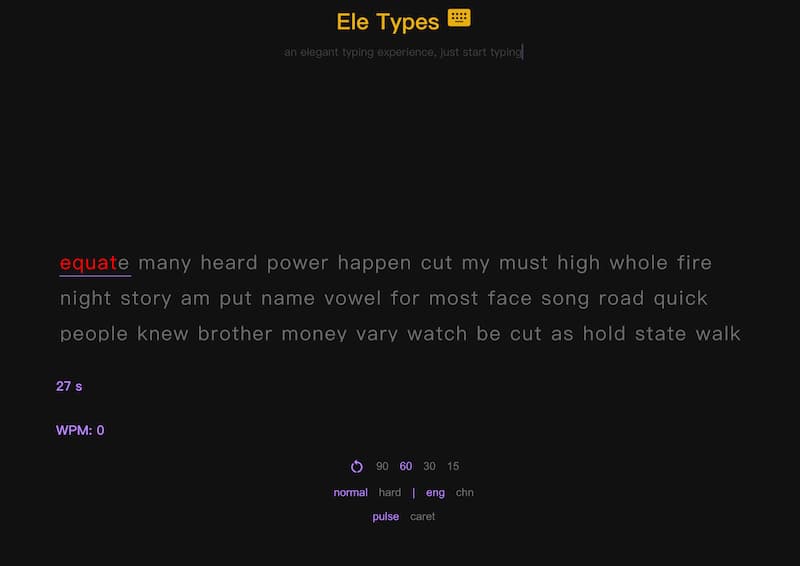 Ele Types
an elegant typing experience, just start typing
equate many heard power happen cut my must high whole fire
night story am put name vowel for most face song road quick
people knew brother money vary watch be cut as hold state walk
27 s
WPM: 0
90 60 30 15
normal hard | eng chn
pulse caret